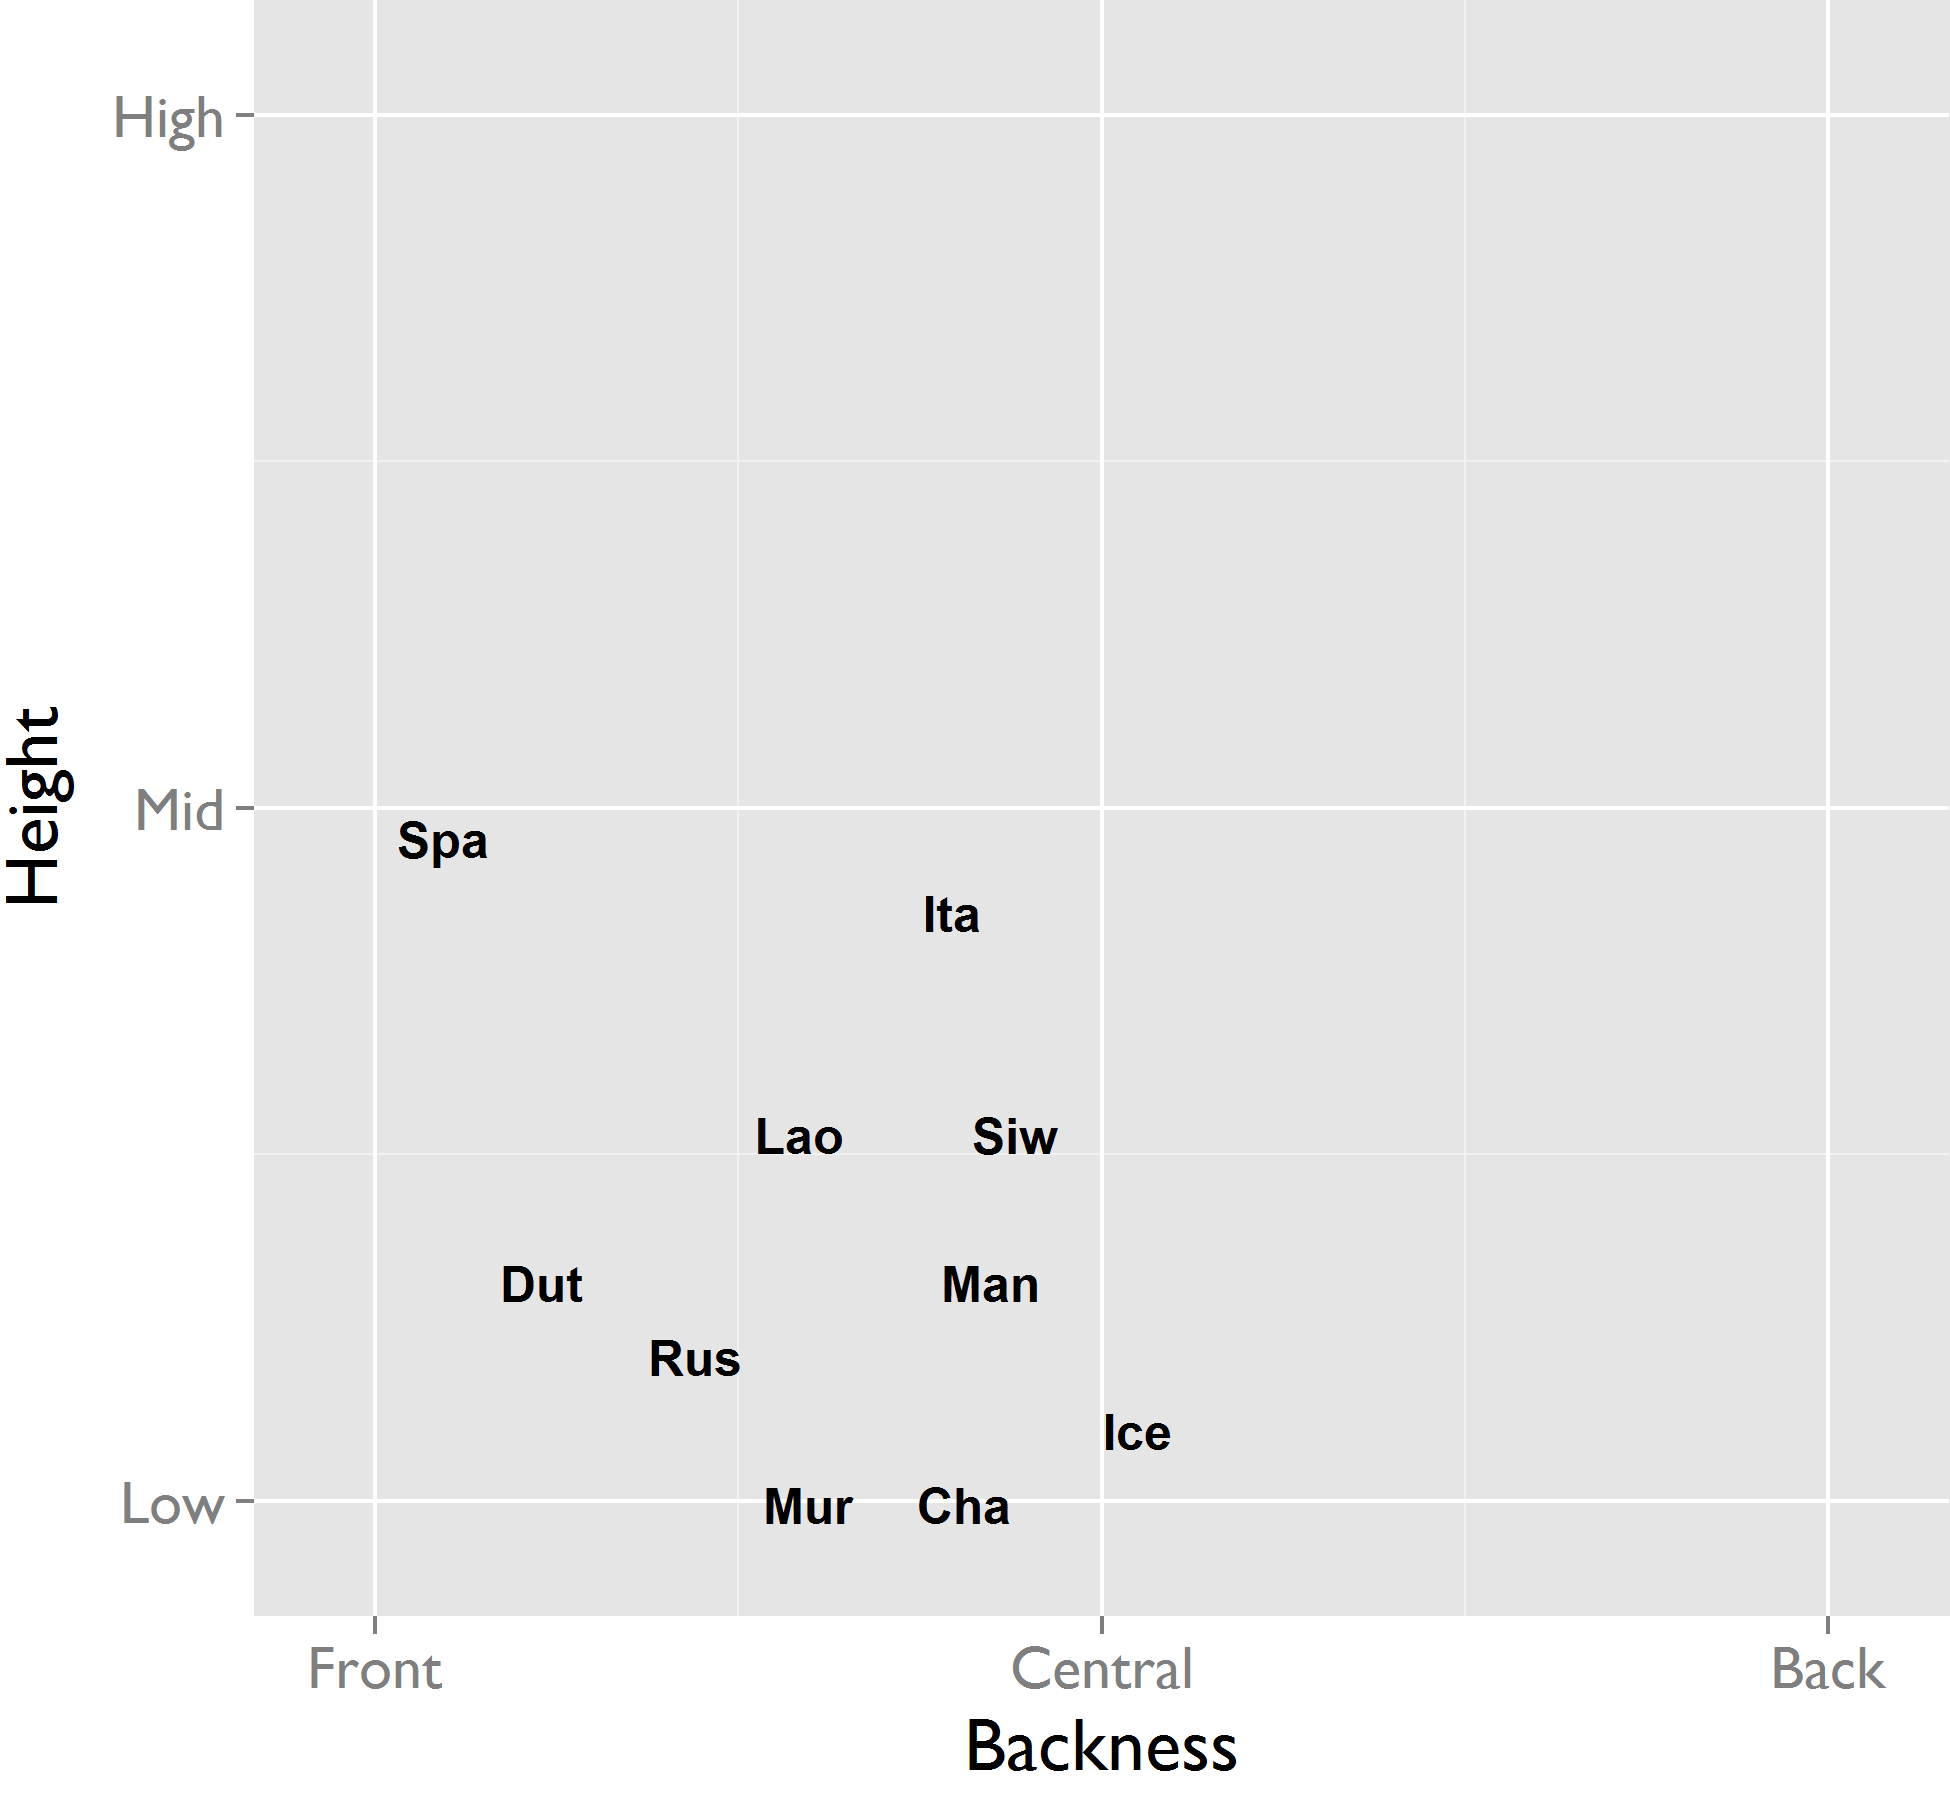 High
Height
Mid
Spa
Ita
Lao Siw
Dut Man
Rus
Ice
Low Mur Cha
Front Central Back
Backness